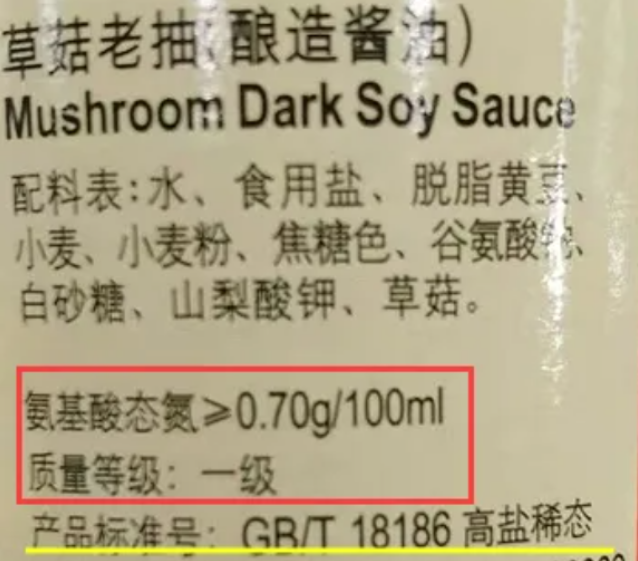 草菇老抽(酿造酱油)
Mushroom Dark Soy Sauce
配料表:水、食用盐、脱脂黄豆、
小麦、小麦粉、焦糖色、谷氨酸钠、
白砂糖、山梨酸钾、草菇。
氨基酸态氮≥0.70g/100ml
质量等级：一级
产品标准号：GB/T 18186 高盐稀态